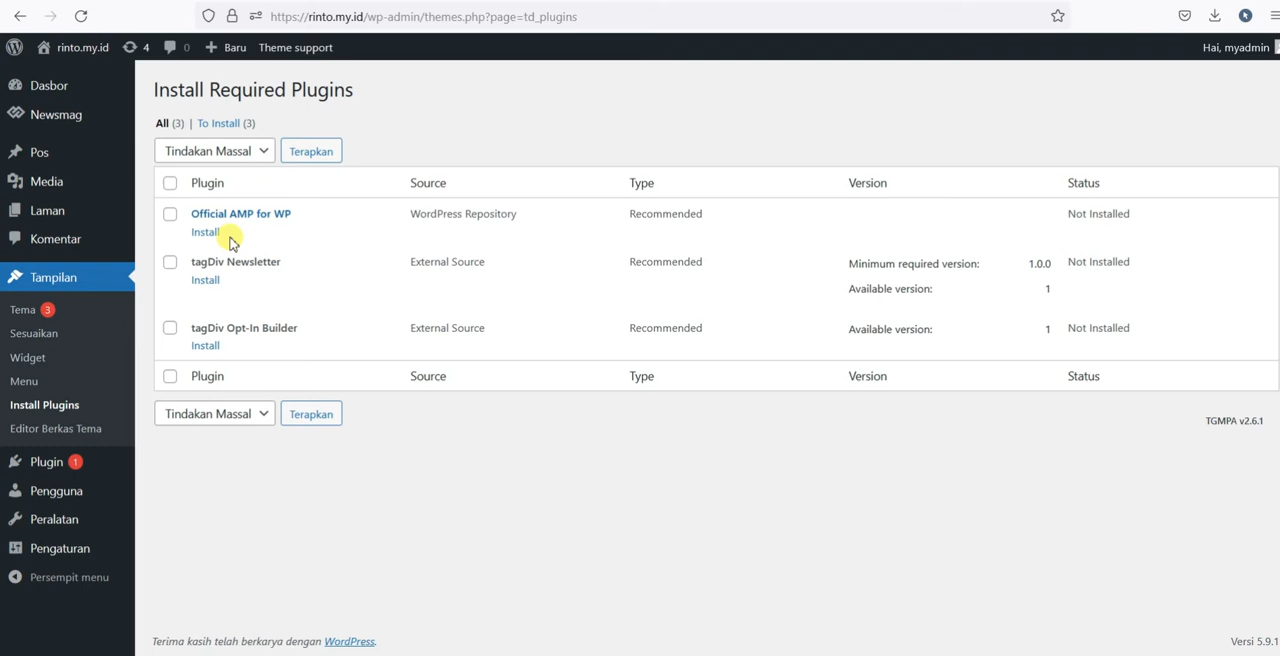 https://rinto.my.id/wp-admin/themes.php?page=td_plugins
rinto.my.id 4 0 Baru Theme support Hai, myadmin
Dasbor
Newsmag
Pos
Media
Laman
Komentar
Tampilan
Tema 3
Sesuaikan
Widget
Menu
Install Plugins
Editor Berkas Tema
Plugin 1
Pengguna
Peralatan
Pengaturan
Persempit menu
Install Required Plugins
All (3) | To Install (3)
Tindakan Massal Terapkan
Plugin Source Type Version Status
Official AMP for WP WordPress Repository Recommended Not Installed
Install
tagDiv Newsletter External Source Recommended Minimum required version: 1.0.0 Not Installed
Install Available version: 1
tagDiv Opt-In Builder External Source Recommended Available version: 1 Not Installed
Install
Plugin Source Type Version Status
Tindakan Massal Terapkan
TGMPA v2.6.1
Terima kasih telah berkarya dengan WordPress. Versi 5.9.1